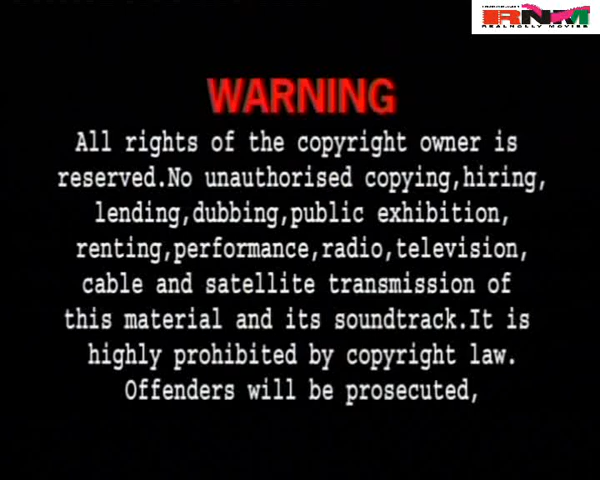 RNM
REALNOLLY MOVIES
WARNING
All rights of the copyright owner is
reserved.No unauthorised copying,hiring,
lending,dubbing,public exhibition,
renting,performance,radio,television,
cable and satellite transmission of
this material and its soundtrack.It is
highly prohibited by copyright law.
Offenders will be prosecuted,